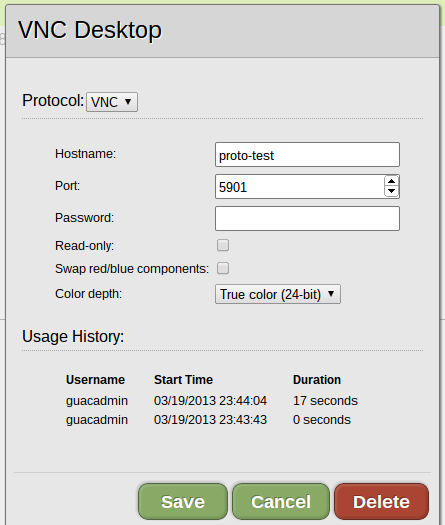 VNC Desktop
Protocol: VNC
Hostname: proto-test
Port: 5901
Password:
Read-only:
Swap red/blue components:
Color depth: True color (24-bit)
Usage History:
Username Start Time Duration
guacadmin 03/19/2013 23:44:04 17 seconds
guacadmin 03/19/2013 23:43:43 0 seconds
Save Cancel Delete